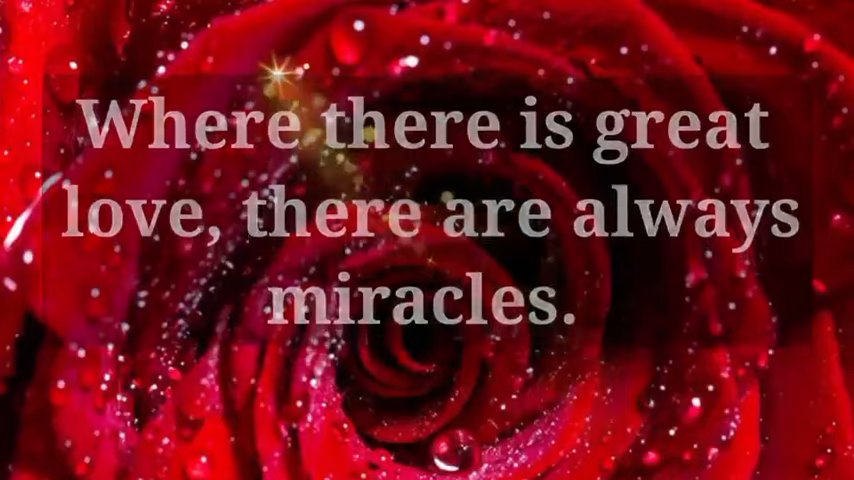 Where there is great
love, there are always
miracles.